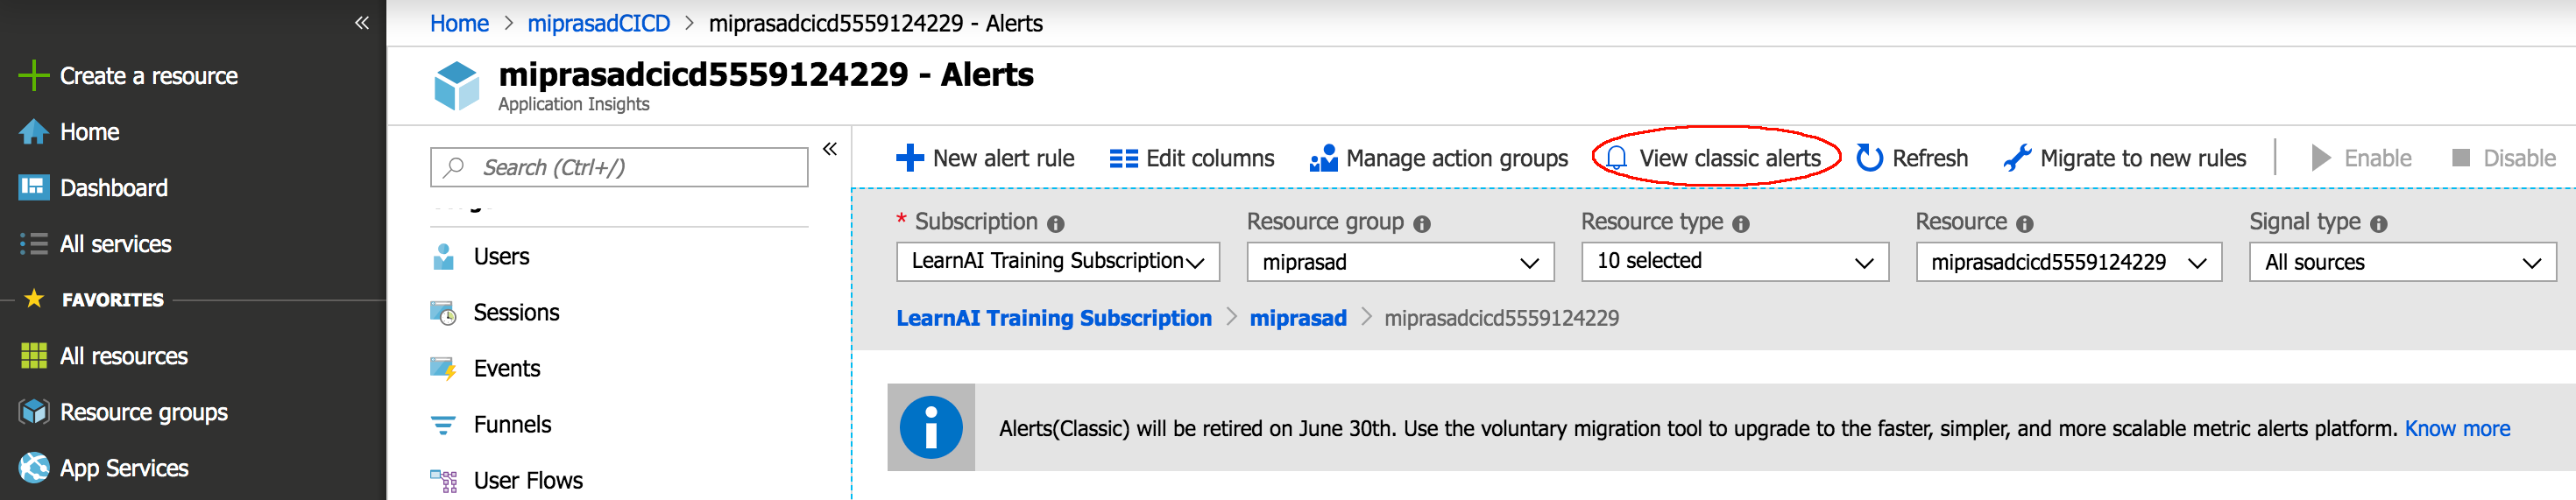 Home > miprasadCICD > miprasadcicd5559124229 - Alerts
Create a resource
Home
Dashboard
All services
FAVORITES
All resources
Resource groups
App Services
miprasadcicd5559124229 - Alerts
Application Insights
Search (Ctrl+/)
Users
Sessions
Events
Funnels
User Flows
New alert rule Edit columns Manage action groups View classic alerts Refresh Migrate to new rules Enable Disable
* Subscription Resource group Resource type Resource Signal type
LearnAI Training Subscription miprasad 10 selected miprasadcicd5559124229 All sources
LearnAI Training Subscription > miprasad > miprasadcicd5559124229
Alerts(Classic) will be retired on June 30th. Use the voluntary migration tool to upgrade to the faster, simpler, and more scalable metric alerts platform. Know more